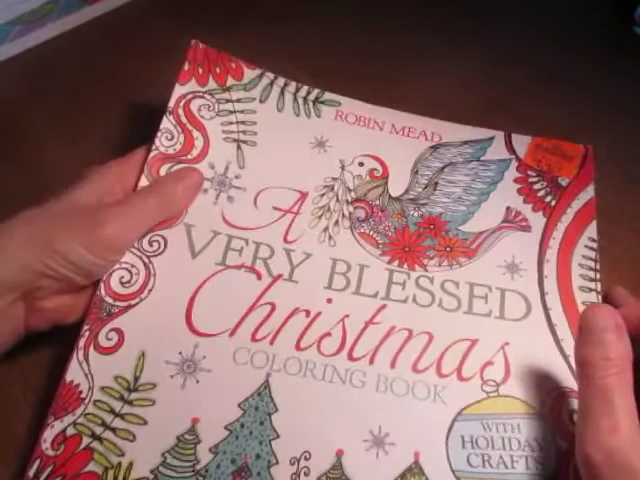 ROBIN MEAD
A
VERY BLESSED
Christmas
COLORING BOOK
WITH
HOLIDAY
CRAFTS